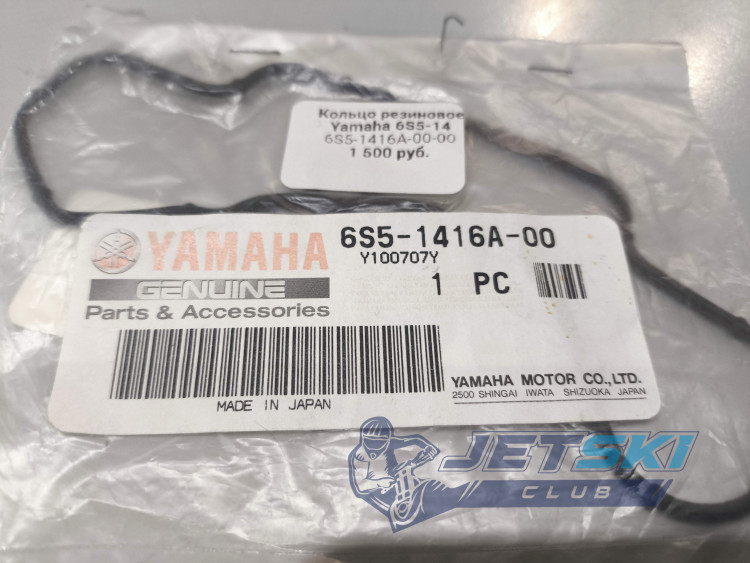 Кольцо резиновое
Yamaha 6S5-14
6S5-1416A-00-00
1 500 руб.
YAMAHA
GENUINE
Parts & Accessories
6S5-1416A-00
Y100707Y
1 PC
MADE IN JAPAN
YAMAHA MOTOR CO.,LTD.
2500 SHINGAI IWATA SHIZUOKA JAPAN
JETSKI
CLUB